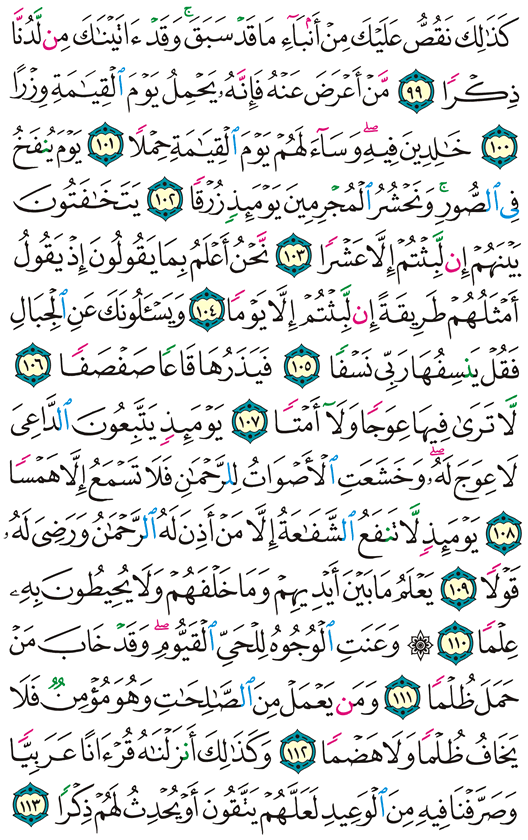 كَذَٰلِكَ نَقُصُّ عَلَيْكَ مِنْ أَنۢبَآءِ مَا قَدْ سَبَقَۚ وَقَدْ ءَاتَيْنَٰكَ مِن لَّدُنَّا
ذِكْرًا ٩٩ مَّنْ أَعْرَضَ عَنْهُ فَإِنَّهُۥ يَحْمِلُ يَوْمَ ٱلْقِيَٰمَةِ وِزْرًا
١٠٠ خَٰلِدِينَ فِيهِۖ وَسَآءَ لَهُمْ يَوْمَ ٱلْقِيَٰمَةِ حِمْلًا ١٠١ يَوْمَ يُنفَخُ
فِي ٱلصُّورِۚ وَنَحْشُرُ ٱلْمُجْرِمِينَ يَوْمَئِذٍ زُرْقًا ١٠٢ يَتَخَٰفَتُونَ
بَيْنَهُمْ إِن لَّبِثْتُمْ إِلَّا عَشْرًا ١٠٣ نَّحْنُ أَعْلَمُ بِمَا يَقُولُونَ إِذْ يَقُولُ
أَمْثَلُهُمْ طَرِيقَةً إِن لَّبِثْتُمْ إِلَّا يَوْمًا ١٠٤ وَيَسْـَٔلُونَكَ عَنِ ٱلْجِبَالِ
فَقُلْ يَنسِفُهَا رَبِّي نَسْفًا ١٠٥ فَيَذَرُهَا قَاعًا صَفْصَفًا ١٠٦
لَّا تَرَىٰ فِيهَا عِوَجًا وَلَآ أَمْتًا ١٠٧ يَوْمَئِذٍ يَتَّبِعُونَ ٱلدَّاعِيَ
لَا عِوَجَ لَهُۥۖ وَخَشَعَتِ ٱلْأَصْوَاتُ لِلرَّحْمَٰنِ فَلَا تَسْمَعُ إِلَّا هَمْسًا
١٠٨ يَوْمَئِذٍ لَّا تَنفَعُ ٱلشَّفَٰعَةُ إِلَّا مَنْ أَذِنَ لَهُ ٱلرَّحْمَٰنُ وَرَضِيَ لَهُۥ
قَوْلًا ١٠٩ يَعْلَمُ مَا بَيْنَ أَيْدِيهِمْ وَمَا خَلْفَهُمْ وَلَا يُحِيطُونَ بِهِۦ
عِلْمًا ١١٠ ۞ وَعَنَتِ ٱلْوُجُوهُ لِلْحَيِّ ٱلْقَيُّومِۖ وَقَدْ خَابَ مَنْ
حَمَلَ ظُلْمًا ١١١ وَمَن يَعْمَلْ مِنَ ٱلصَّٰلِحَٰتِ وَهُوَ مُؤْمِنٌ فَلَا
يَخَافُ ظُلْمًا وَلَا هَضْمًا ١١٢ وَكَذَٰلِكَ أَنزَلْنَٰهُ قُرْءَانًا عَرَبِيًّا
وَصَرَّفْنَا فِيهِ مِنَ ٱلْوَعِيدِ لَعَلَّهُمْ يَتَّقُونَ أَوْ يُحْدِثُ لَهُمْ ذِكْرًا ١١٣